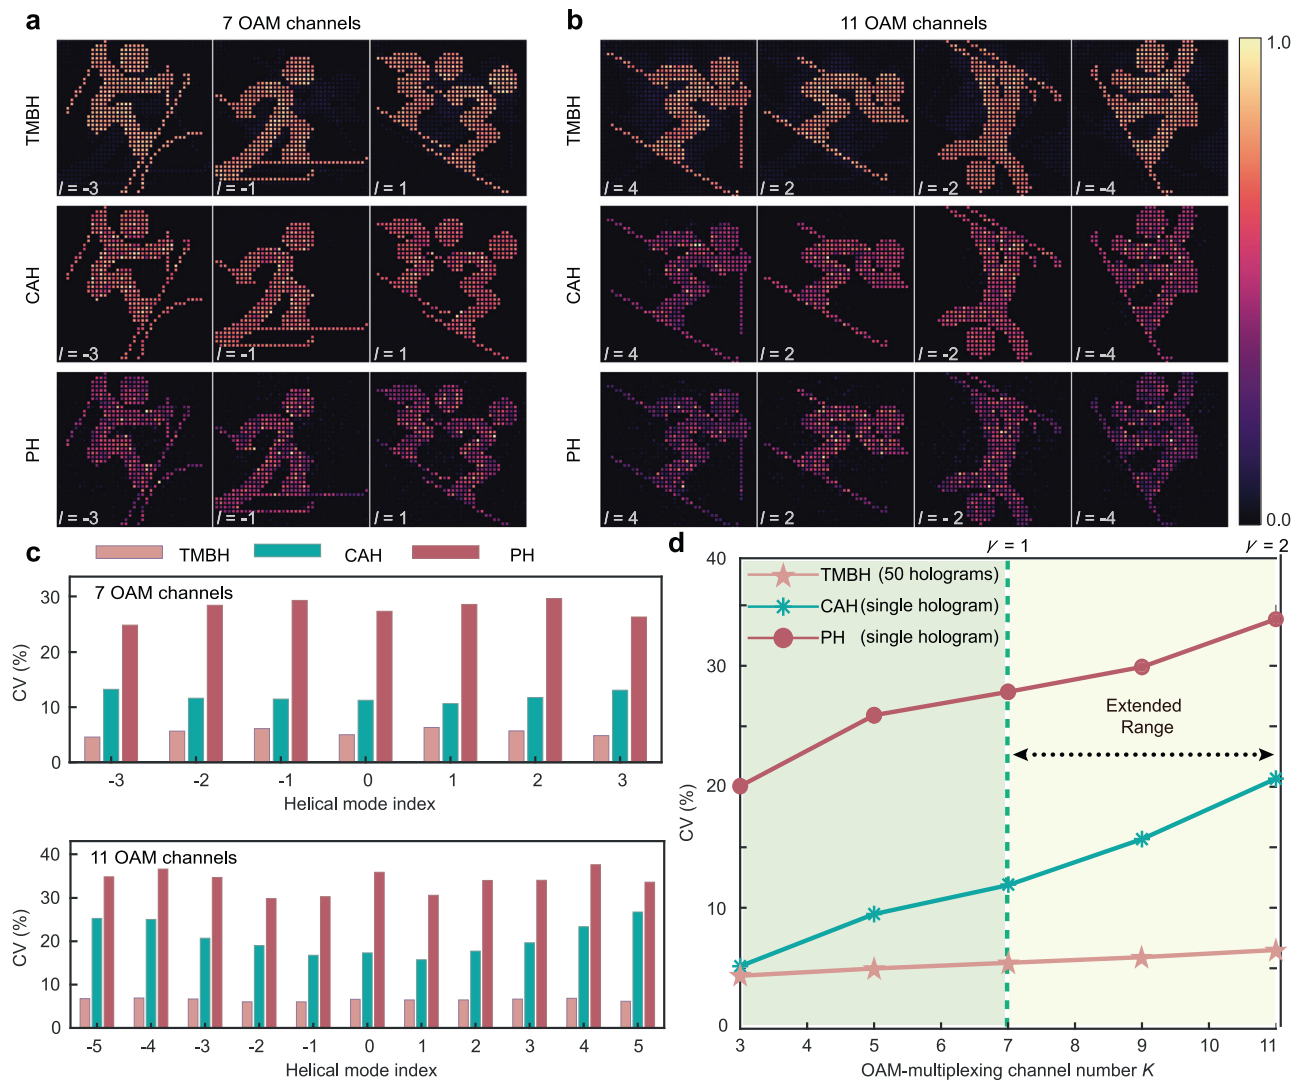 a
7 OAM channels
b
11 OAM channels
TMBH
l = -3
l = -1
l = 1
TMBH
l = 4
l = 2
l = -2
l = -4
1.0
0.0
CAH
l = -3
l = -1
l = 1
CAH
l = 4
l = 2
l = -2
l = -4
PH
l = -3
l = -1
l = 1
PH
l = 4
l = 2
l = -2
l = -4
c
TMBH
CAH
PH
7 OAM channels
CV (%)
30
20
10
0
-3 -2 -1 0 1 2 3
Helical mode index
11 OAM channels
CV (%)
40
30
20
10
0
-5 -4 -3 -2 -1 0 1 2 3 4 5
Helical mode index
d
γ = 1
γ = 2
TMBH (50 holograms)
CAH (single hologram)
PH (single hologram)
Extended
Range
CV (%)
40
30
20
10
0
3 4 5 6 7 8 9 10 11
OAM-multiplexing channel number K